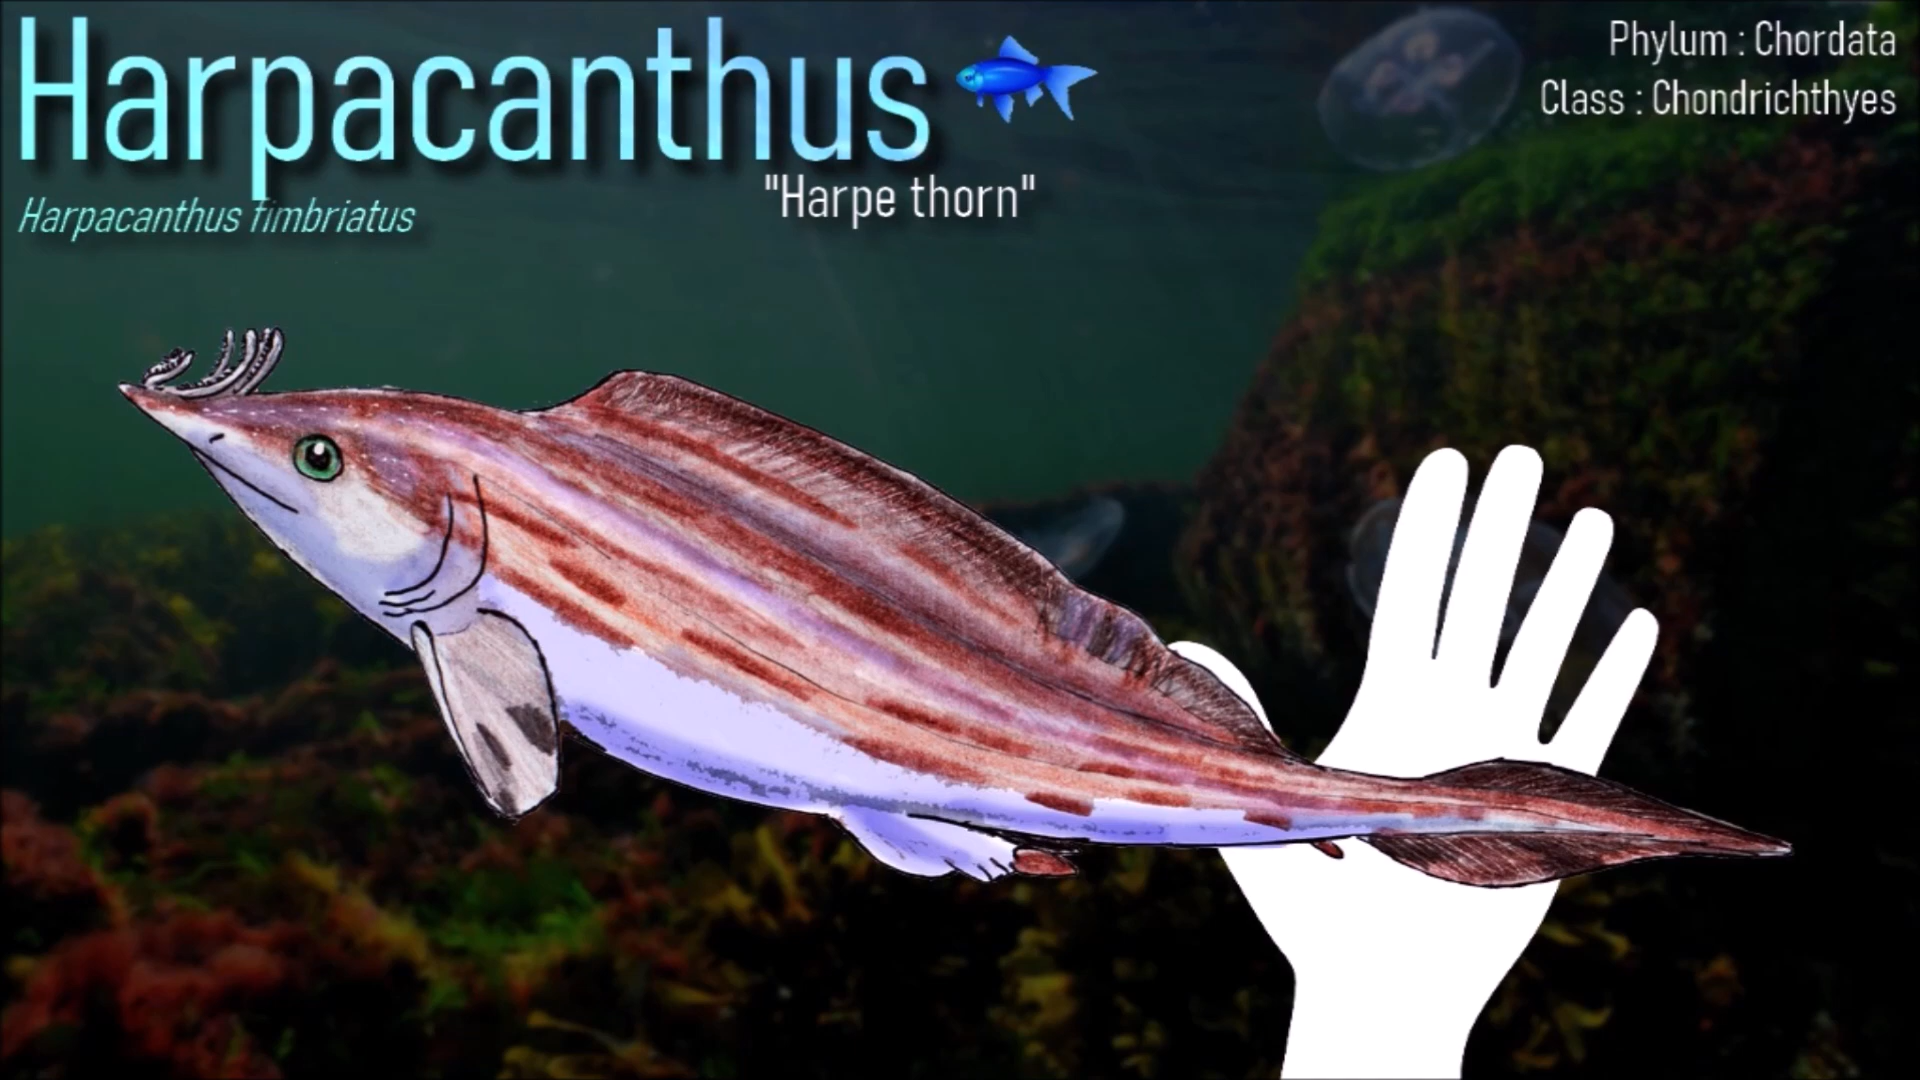 Harpacanthus
"Harpe thorn"
Harpacanthus fimbriatus
Phylum : Chordata
Class : Chondrichthyes